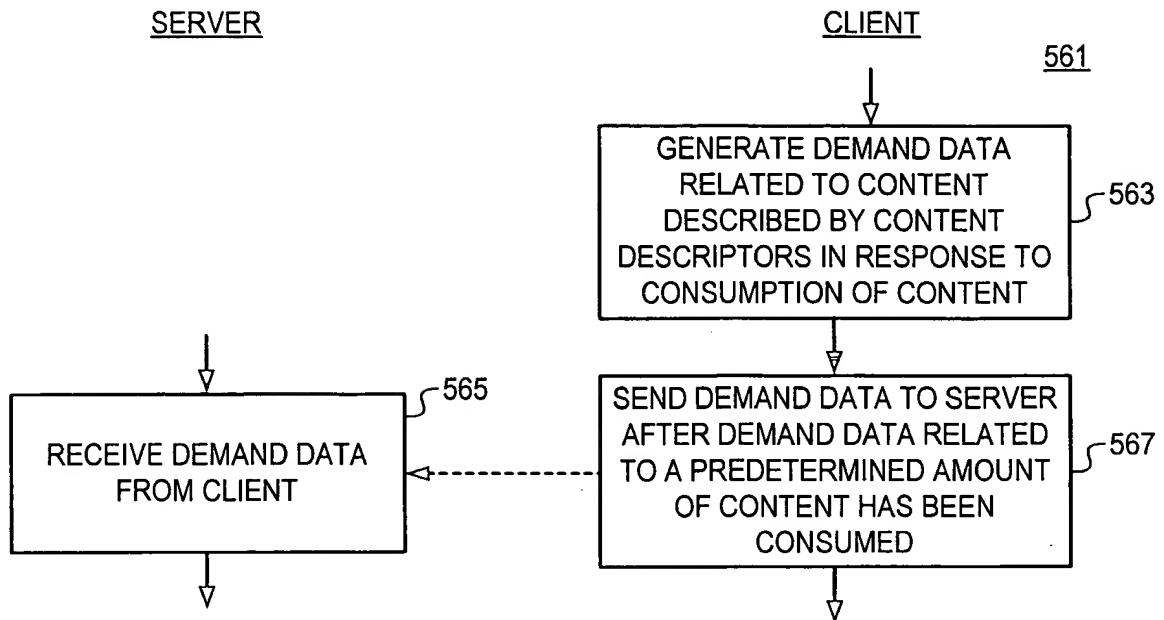 SERVER
CLIENT
561
GENERATE DEMAND DATA
RELATED TO CONTENT
DESCRIBED BY CONTENT
DESCRIPTORS IN RESPONSE TO
CONSUMPTION OF CONTENT
563
RECEIVE DEMAND DATA
FROM CLIENT
565
SEND DEMAND DATA TO SERVER
AFTER DEMAND DATA RELATED
TO A PREDETERMINED AMOUNT
OF CONTENT HAS BEEN
CONSUMED
567